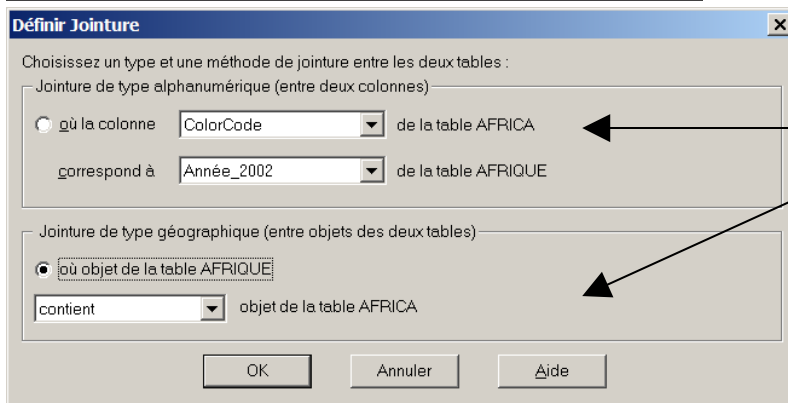 Définir Jointure
Choisissez un type et une méthode de jointure entre les deux tables :
Jointure de type alphanumérique (entre deux colonnes)
où la colonne ColorCode de la table AFRICA
correspond à Année_2002 de la table AFRIQUE
Jointure de type géographique (entre objets des deux tables)
où objet de la table AFRIQUE
contient objet de la table AFRICA
OK Annuler Aide